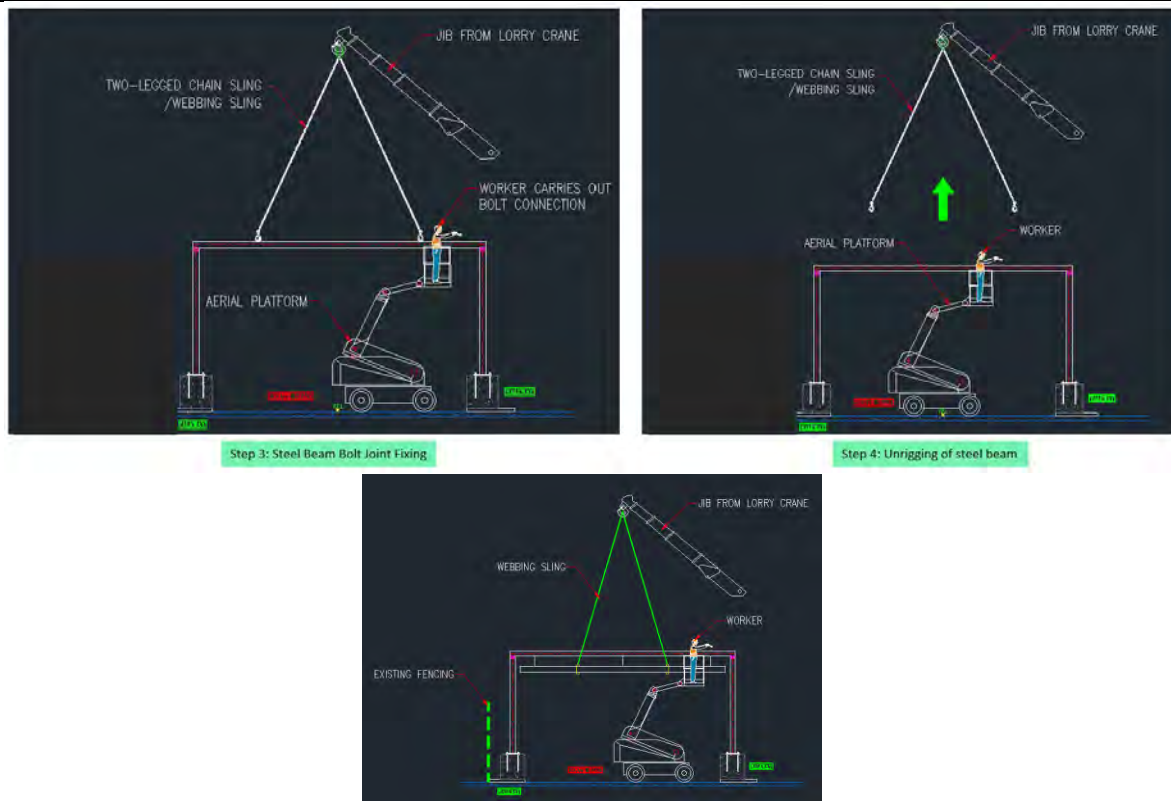 JIB FROM LORRY CRANE
TWO-LEGGED CHAIN SLING
/WEBBING SLING
WORKER CARRIES OUT
BOLT CONNECTION
AERIAL PLATFORM
Step 3: Steel Beam Bolt Joint Fixing
JIB FROM LORRY CRANE
TWO-LEGGED CHAIN SLING
/WEBBING SLING
AERIAL PLATFORM
WORKER
Step 4: Unrigging of steel beam
JIB FROM LORRY CRANE
WEBBING SLING
WORKER
EXISTING FENCING